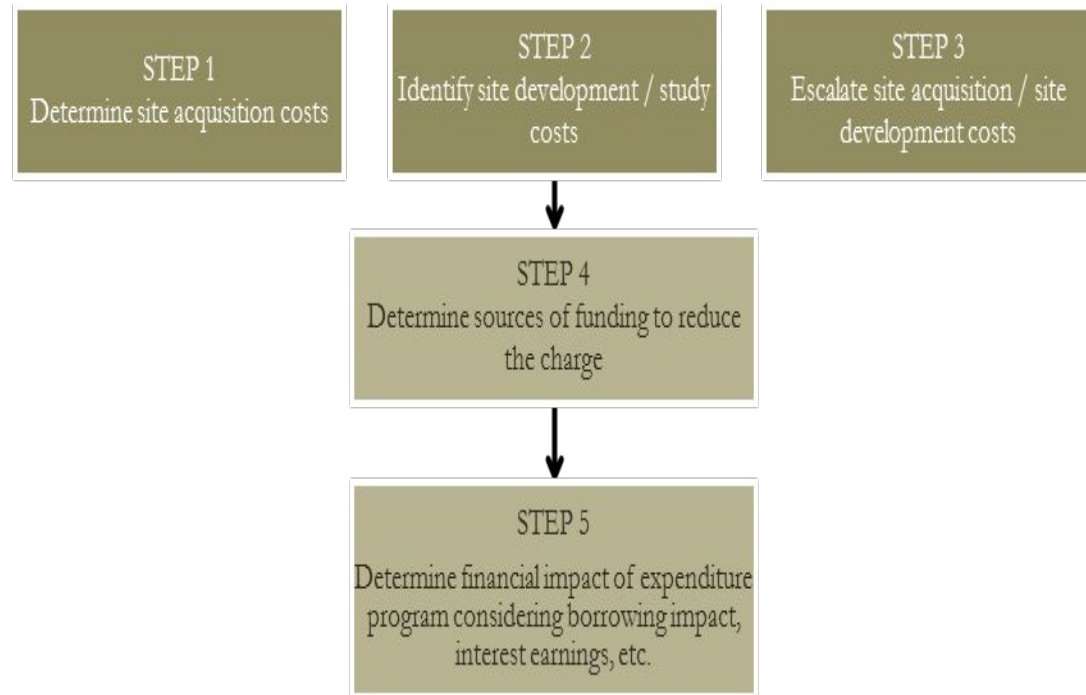 STEP 1
Determine site acquisition costs
STEP 2
Identify site development / study
costs
STEP 3
Escalate site acquisition / site
development costs
STEP 4
Determine sources of funding to reduce
the charge
STEP 5
Determine financial impact of expenditure
program considering borrowing impact,
interest earnings, etc.